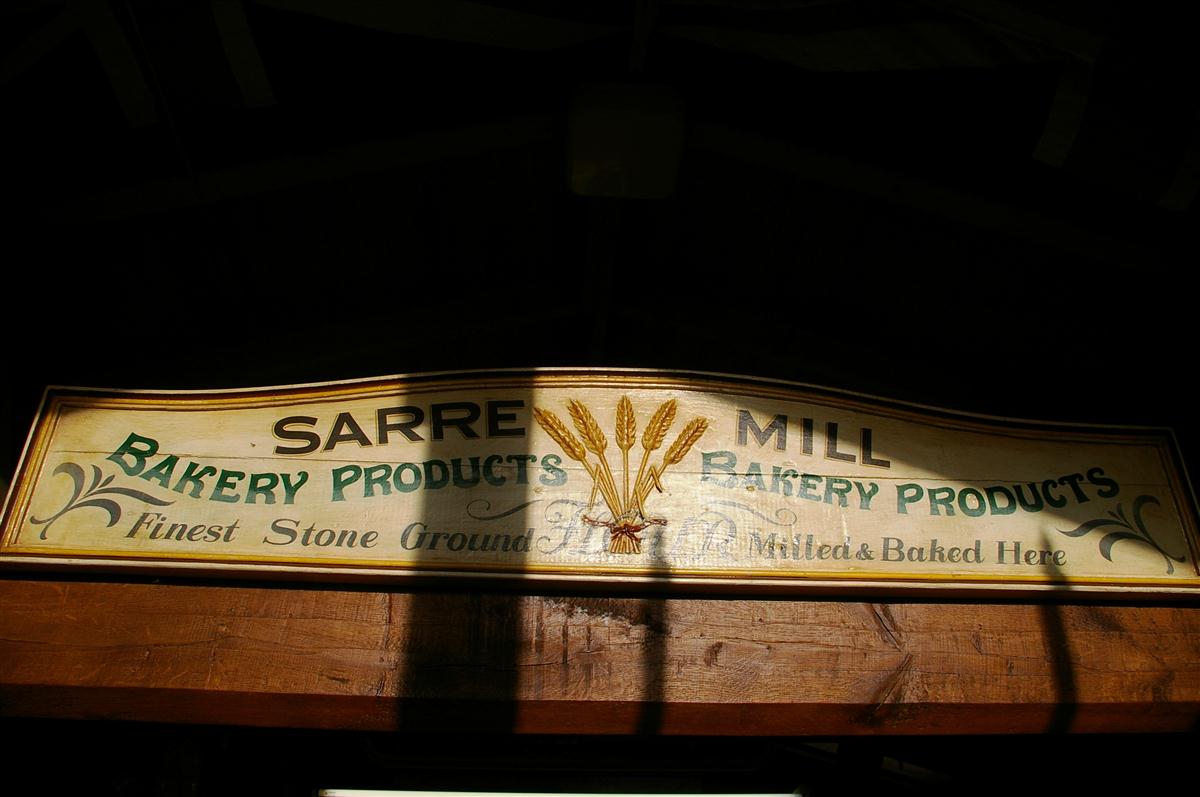 SARRE MILL
BAKERY PRODUCTS BAKERY PRODUCTS
Finest Stone Ground Flour Milled & Baked Here